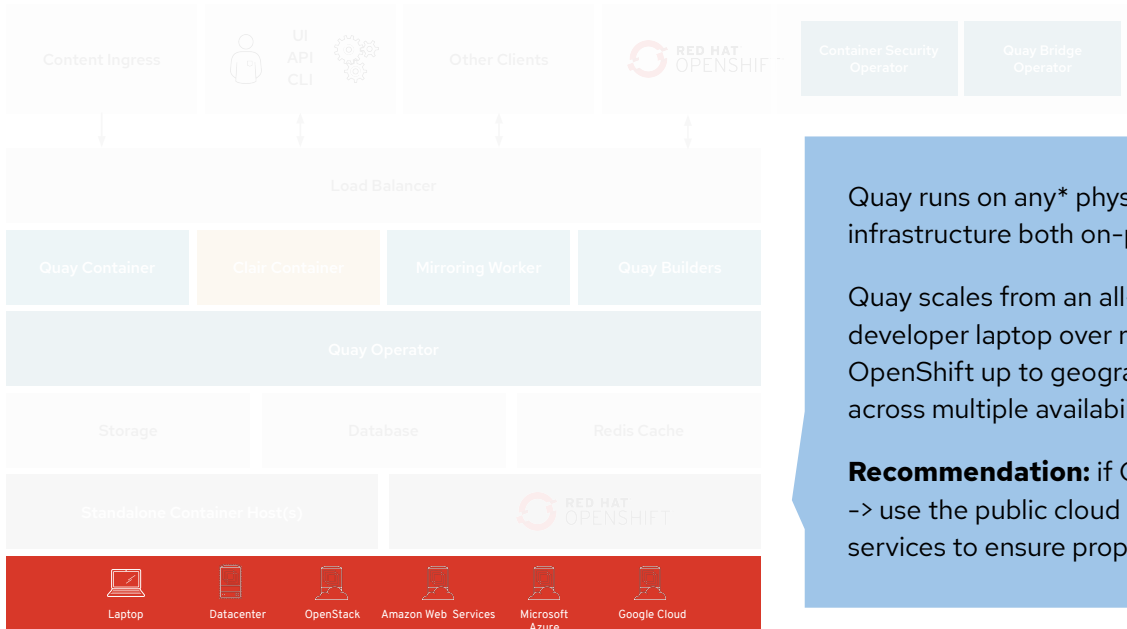 Content Ingress
UI
API
CLI
Other Clients
RED HAT
OPENSHIFT
Container Security
Operator
Quay Bridge
Operator
Load Balancer
Quay Container
Clair Container
Mirroring Worker
Quay Builders
Quay Operator
Storage
Database
Redis Cache
Standalone Container Host(s)
RED HAT
OPENSHIFT
Laptop
Datacenter
OpenStack
Amazon Web Services
Microsoft
Azure
Google Cloud
Quay runs on any* phys
infrastructure both on-p
Quay scales from an all
developer laptop over r
OpenShift up to geogra
across multiple availabi
Recommendation: if Q
-> use the public cloud
services to ensure prop